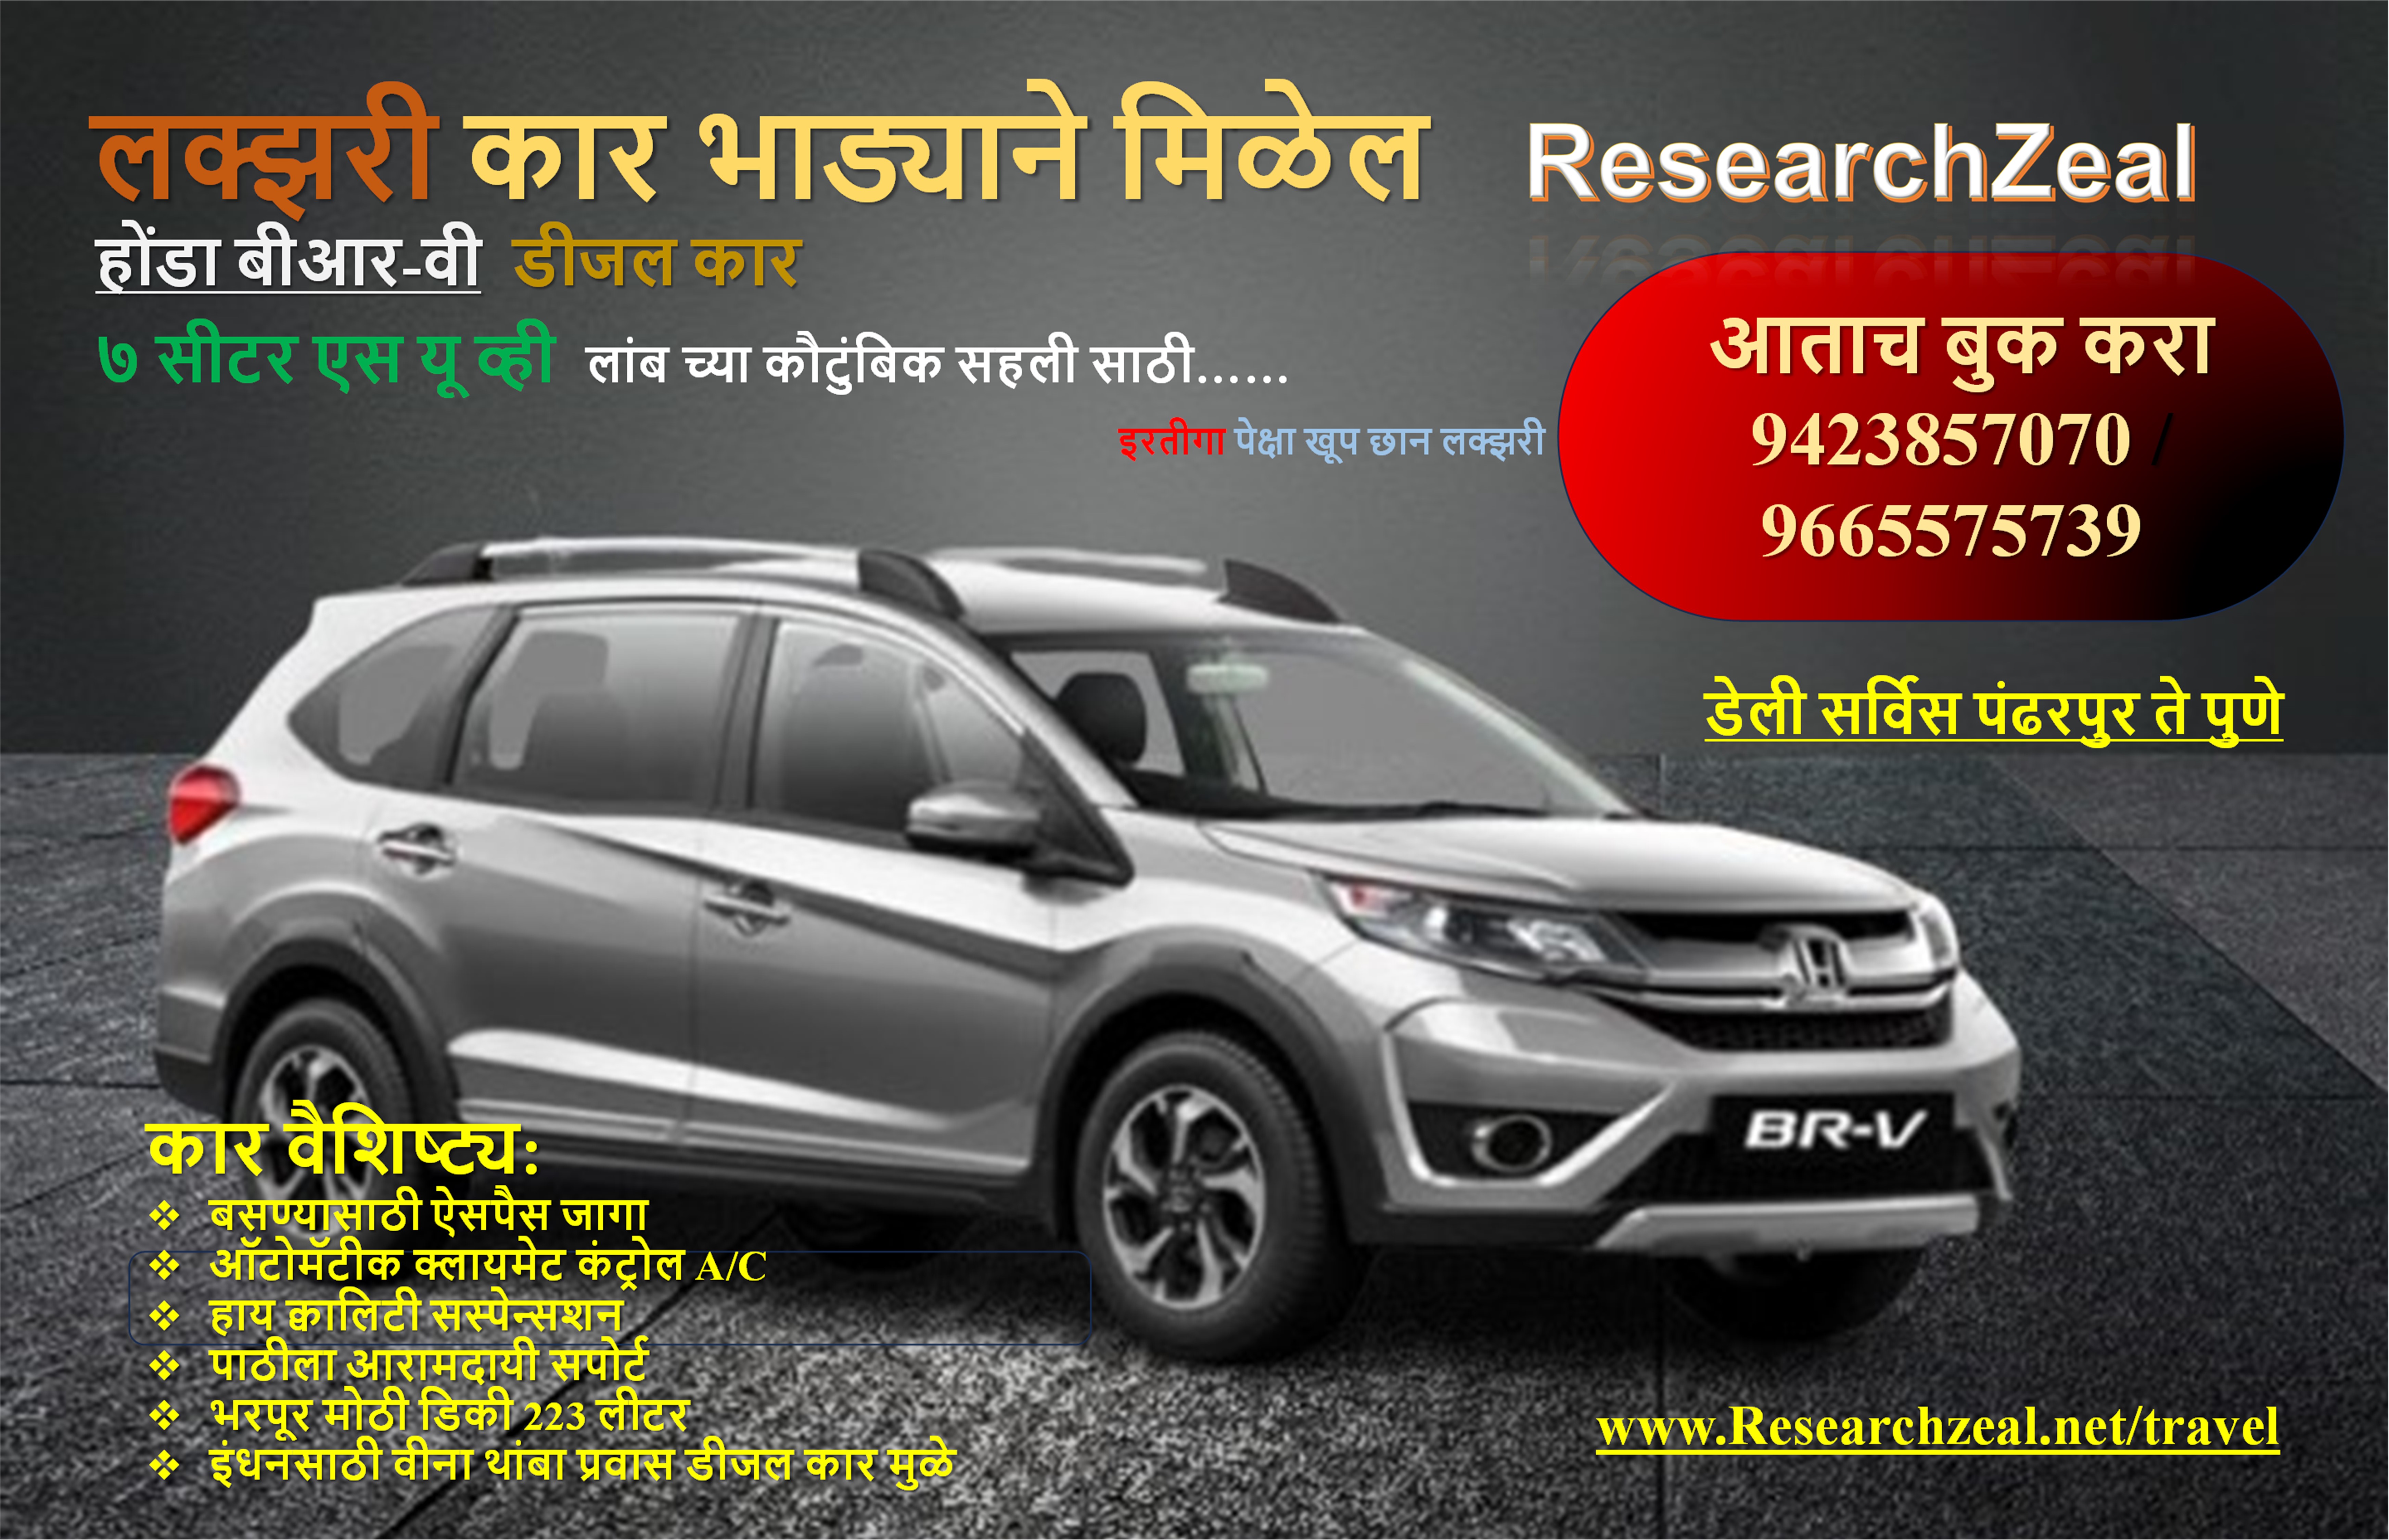 लक्झरी कार भाड्याने मिळेल
ResearchZeal
होंडा बीआर-वी डीजल कार
७ सीटर एस यू व्ही लांब च्या कौटुंबिक सहली साठी......
इरतीगा पेक्षा खूप छान लक्झरी
आताच बुक करा
9423857070 /
9665575739
डेली सर्विस पंढरपुर ते पुणे
BR-V
कार वैशिष्ट्य:
❖ बसण्यासाठी ऐसपैस जागा
❖ ऑटोमॅटीक क्लायमेट कंट्रोल A/C
❖ हाय क्वालिटी सस्पेन्सशन
❖ पाठीला आरामदायी सपोर्ट
❖ भरपूर मोठी डिकी 223 लीटर
❖ इंधनसाठी वीना थांबा प्रवास डीजल कार मुळे
www.Researchzeal.net/travel